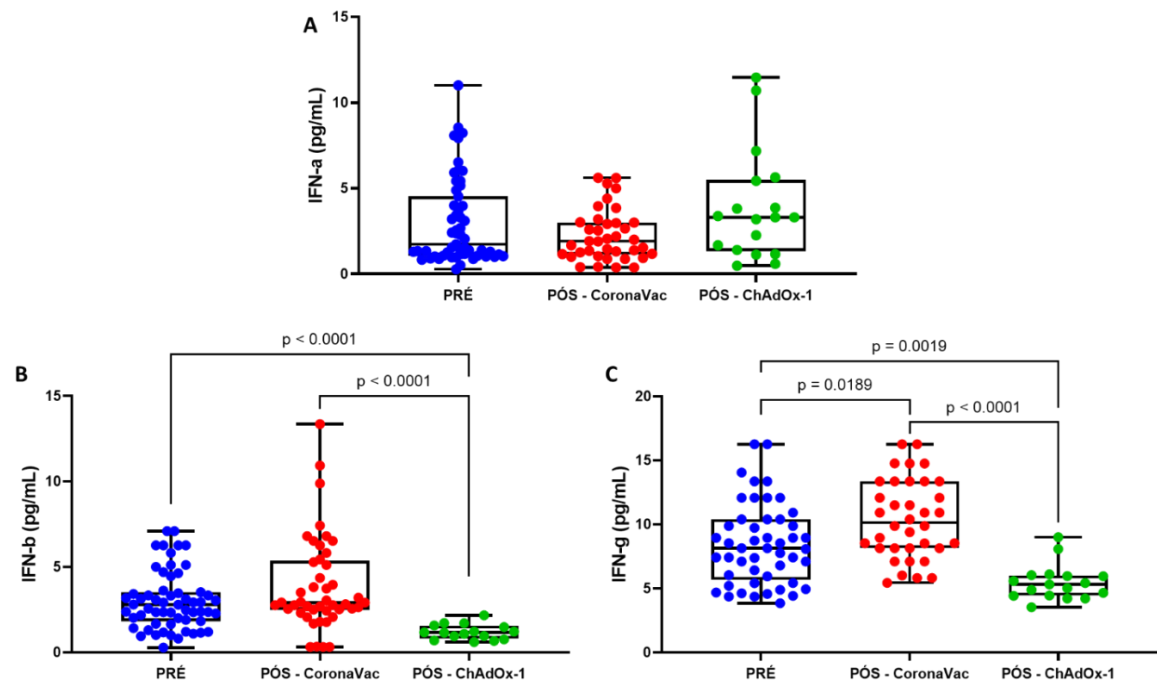 A
IFN-a (pg/mL)
15
10
5
0
PRÉ
PÓS - CoronaVac
PÓS - ChAdOx-1
B
p < 0.0001
p < 0.0001
IFN-b (pg/mL)
15
10
5
0
PRÉ
PÓS - CoronaVac
PÓS - ChAdOx-1
C
p = 0.0019
p = 0.0189
p < 0.0001
IFN-g (pg/mL)
20
15
10
5
0
PRÉ
PÓS - CoronaVac
PÓS - ChAdOx-1